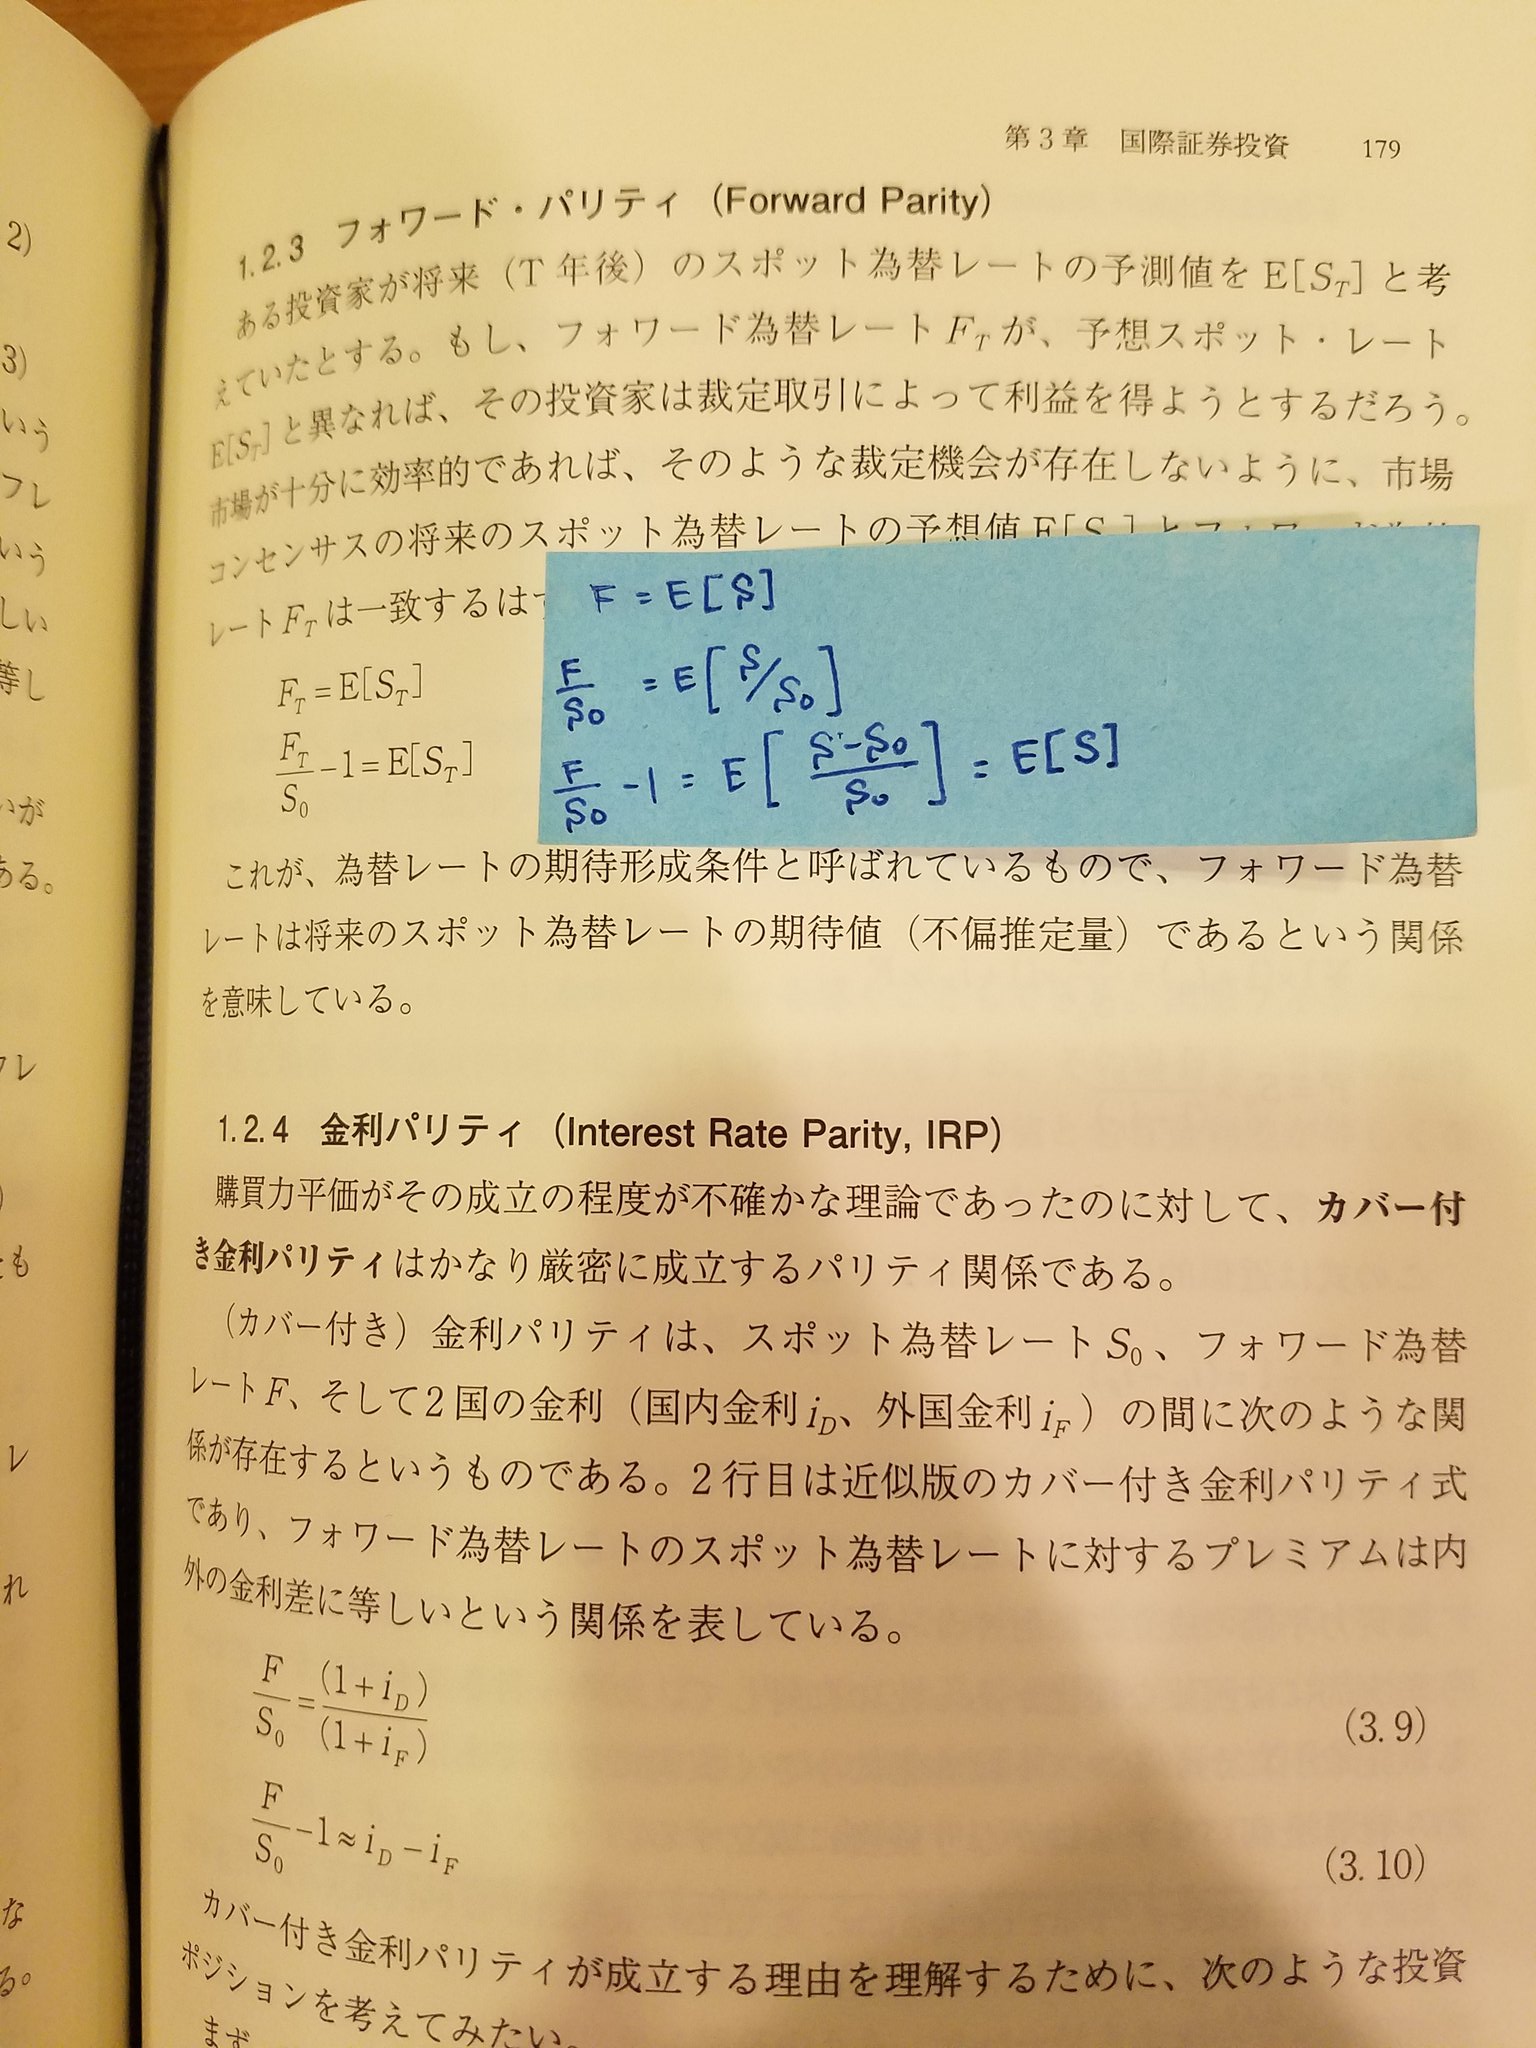 第3章 国際証券投資 179
1.2.3 フォワード・パリティ（Forward Parity）
ある投資家が将来（T年後）のスポット為替レートの予測値をE[S_T]と考
えていたとする。もし、フォワード為替レートF_Tが、予想スポット・レート
E[S_T]と異なれば、その投資家は裁定取引によって利益を得ようとするだろう。
市場が十分に効率的であれば、そのような裁定機会が存在しないように、市場
コンセンサスの将来のスポット為替レートの予想値E[S
レートF_Tは一致するはず
F_T=E[S_T]
F_T/S_0-1=E[S_T]
F = E[S]
F/S0 = E[S/S0]
F/S0 -1 = E[(S-S0)/S0] = E[S]
これが、為替レートの期待形成条件と呼ばれているもので、フォワード為替
レートは将来のスポット為替レートの期待値（不偏推定量）であるという関係
を意味している。
1.2.4 金利パリティ（Interest Rate Parity, IRP）
購買力平価がその成立の程度が不確かな理論であったのに対して、カバー付
き金利パリティはかなり厳密に成立するパリティ関係である。
（カバー付き）金利パリティは、スポット為替レートS_0、フォワード為替
レートF、そして2国の金利（国内金利i_D、外国金利i_F）の間に次のような関
係が存在するというものである。2行目は近似版のカバー付き金利パリティ式
であり、フォワード為替レートのスポット為替レートに対するプレミアムは内
外の金利差に等しいという関係を表している。
F/S_0=(1+i_D)/(1+i_F) (3.9)
F/S_0-1≈i_D-i_F (3.10)
カバー付き金利パリティが成立する理由を理解するために、次のような投資
ポジションを考えてみたい。
まず
2)
3)
いう
フレ
いう
しい
等し
いが
ある。
フレ
)
とも
レ
れ
な
る。